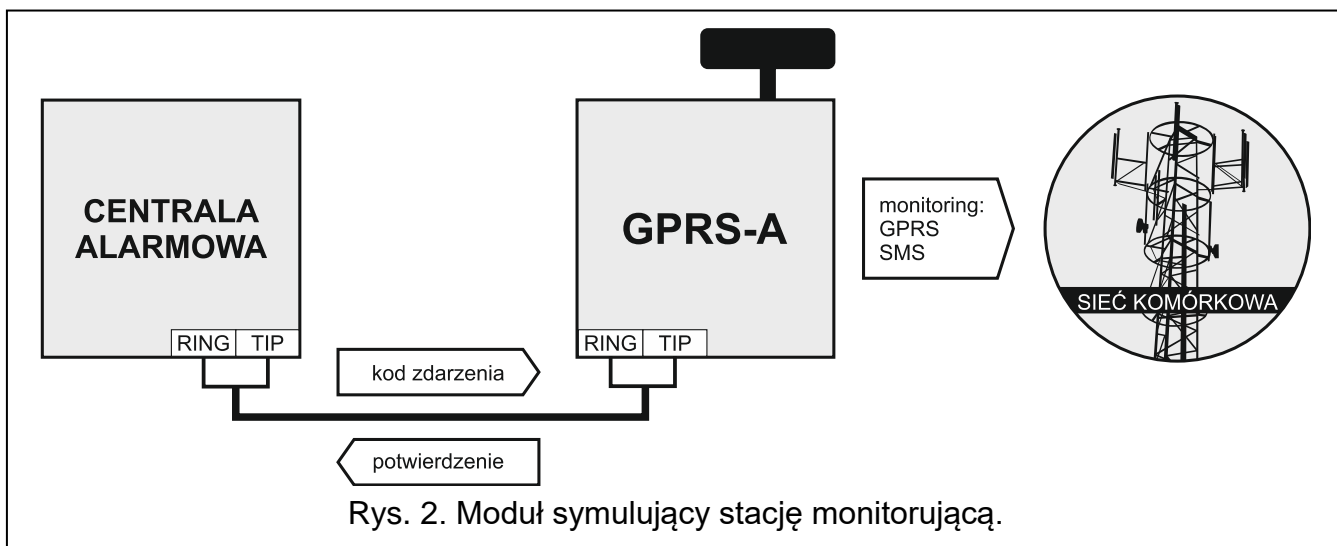 CENTRALA
ALARMOWA
RING TIP
GPRS-A
RING TIP
monitoring:
GPRS
SMS
SIEĆ KOMÓRKOWA
kod zdarzenia
potwierdzenie
Rys. 2. Moduł symulujący stację monitorującą.